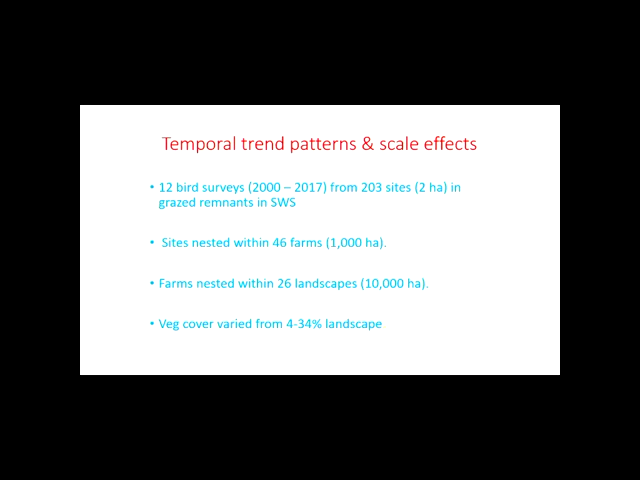 Temporal trend patterns & scale effects
• 12 bird surveys (2000 – 2017) from 203 sites (2 ha) in
grazed remnants in SWS
• Sites nested within 46 farms (1,000 ha).
• Farms nested within 26 landscapes (10,000 ha).
• Veg cover varied from 4-34% landscape